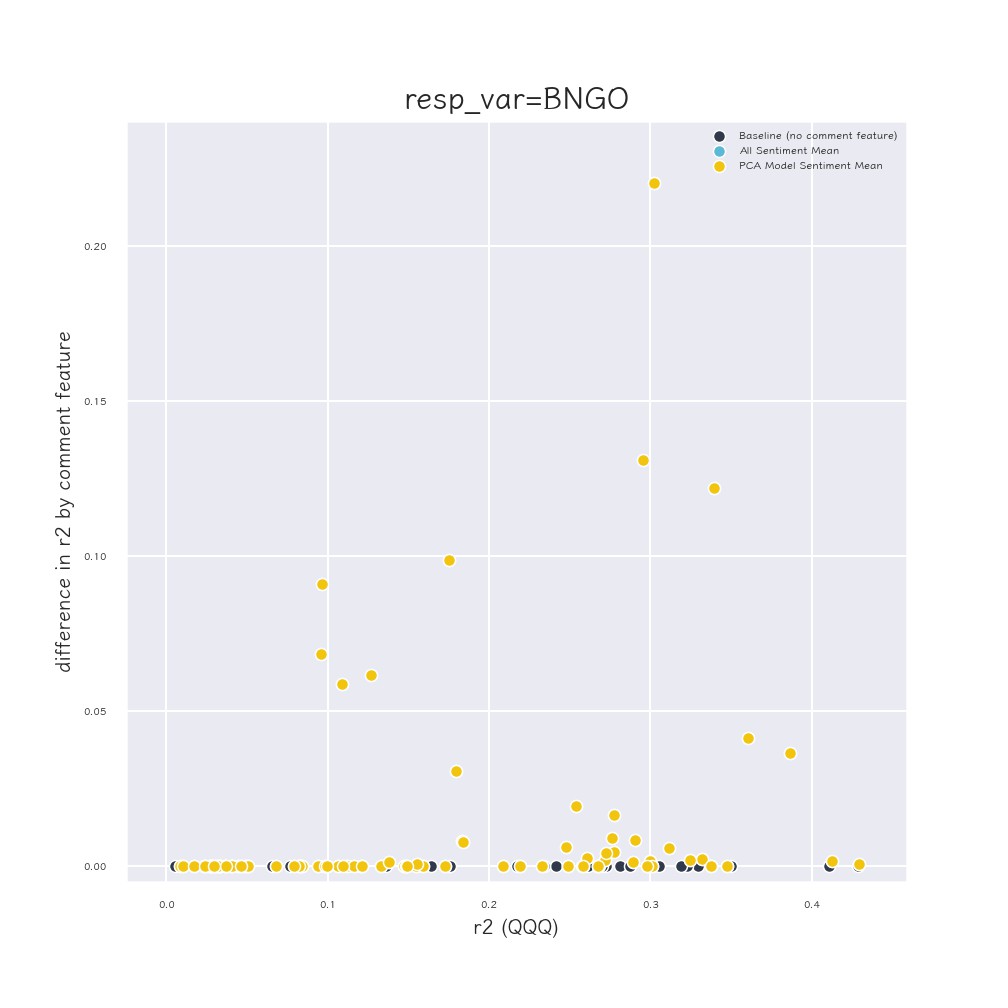 resp_var=BNGO
Baseline (no comment feature)
All Sentiment Mean
PCA Model Sentiment Mean
difference in r2 by comment feature
0.20
0.15
0.10
0.05
0.00
0.0 0.1 0.2 0.3 0.4
r2 (QQQ)